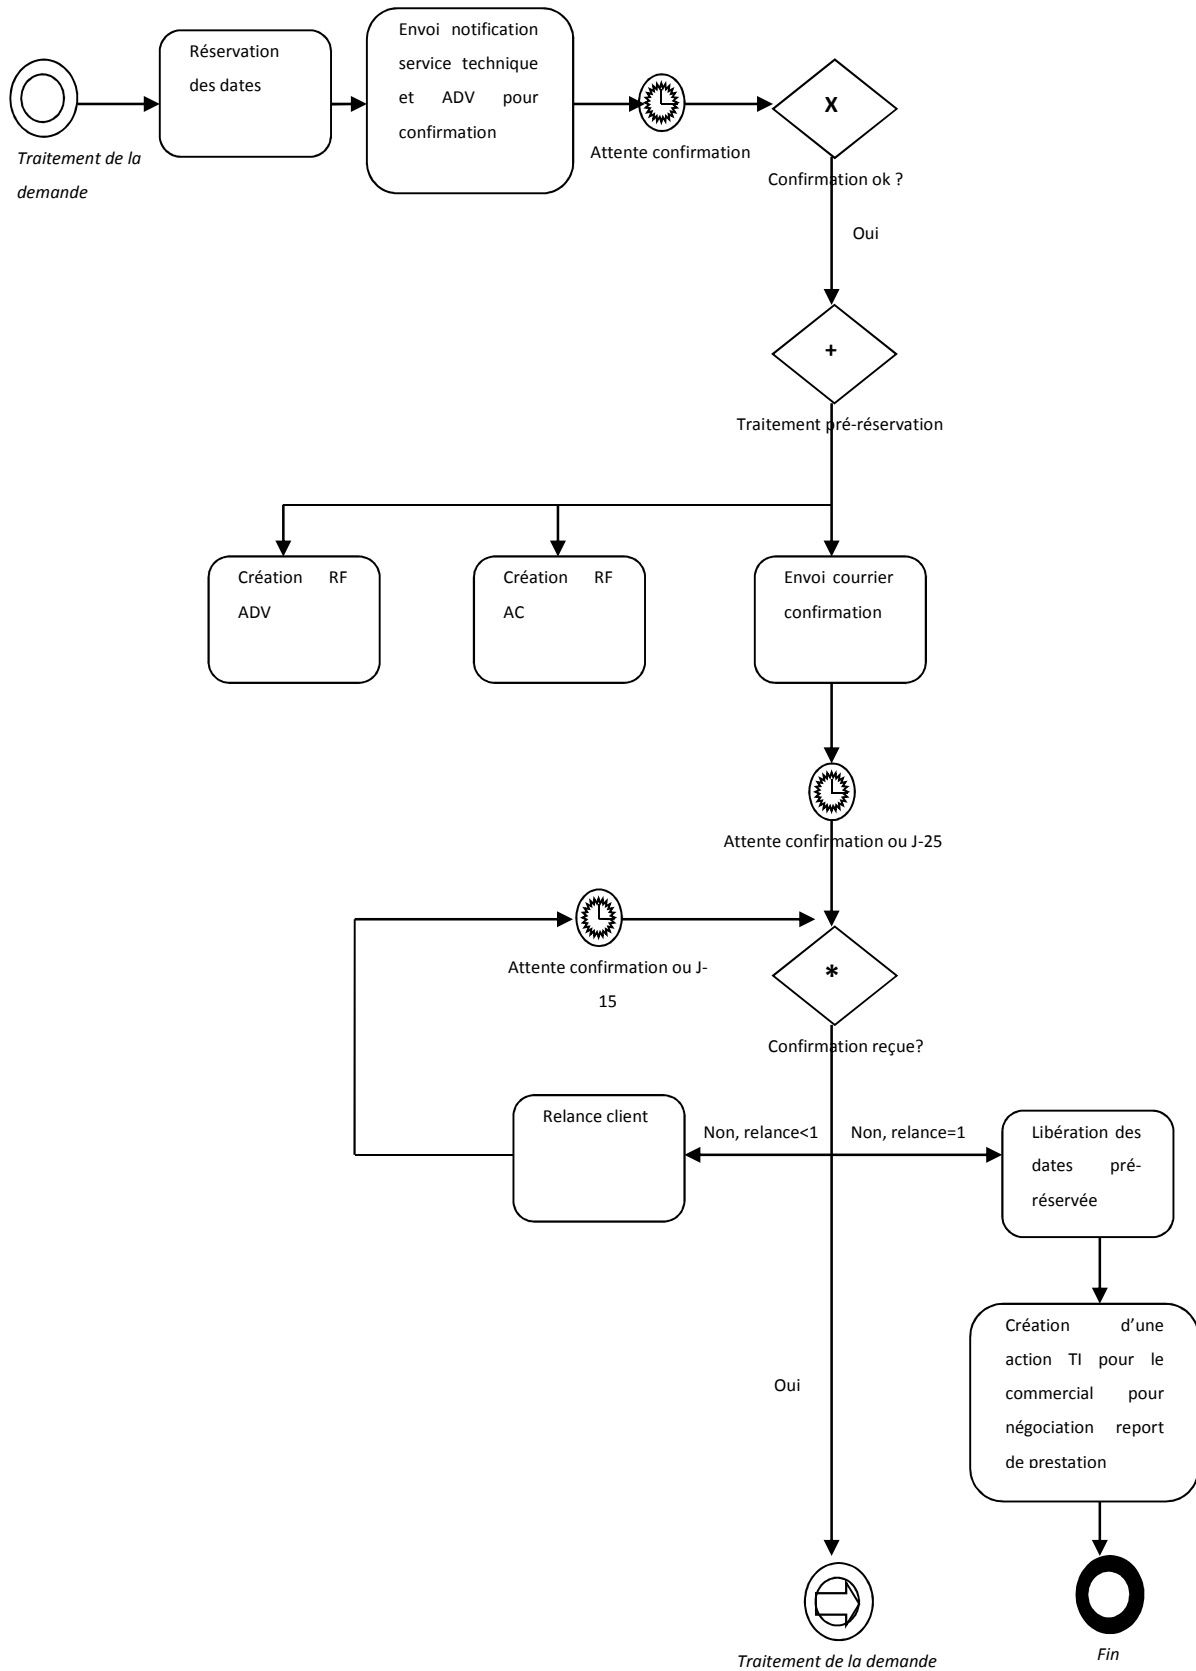 Réservation
des dates
Envoi notification
service technique
et ADV pour
confirmation
X
Traitement de la
demande
Attente confirmation
Confirmation ok ?
Oui
+
Traitement pré-réservation
Création RF
ADV
Création RF
AC
Envoi courrier
confirmation
Attente confirmation ou J-25
Attente confirmation ou J-
15
*
Confirmation reçue?
Relance client
Non, relance<1
Non, relance=1
Libération des
dates pré-
réservée
Création d’une
action TI pour le
commercial pour
négociation report
de prestation
Oui
Traitement de la demande
Fin